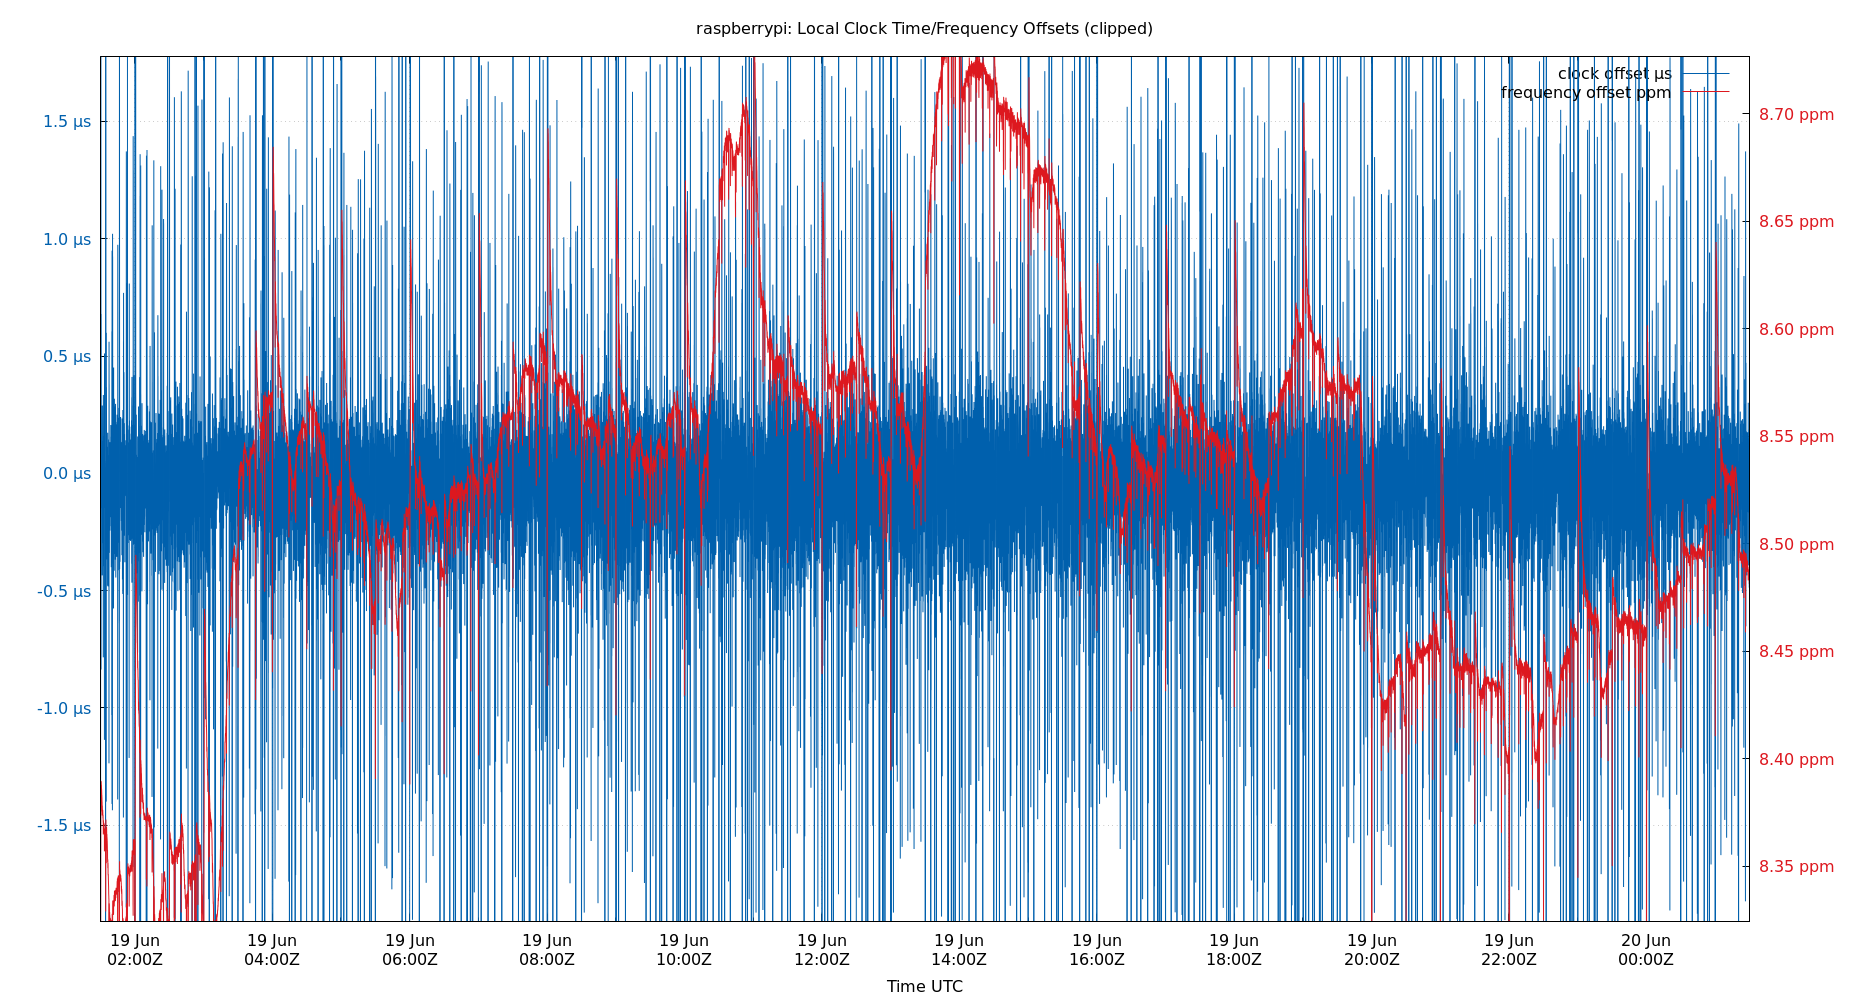 raspberrypi: Local Clock Time/Frequency Offsets (clipped)
clock offset µs
frequency offset ppm
1.5 µs
1.0 µs
0.5 µs
0.0 µs
-0.5 µs
-1.0 µs
-1.5 µs
8.70 ppm
8.65 ppm
8.60 ppm
8.55 ppm
8.50 ppm
8.45 ppm
8.40 ppm
8.35 ppm
19 Jun 19 Jun 19 Jun 19 Jun 19 Jun 19 Jun 19 Jun 19 Jun 19 Jun 19 Jun 19 Jun 20 Jun
02:00Z 04:00Z 06:00Z 08:00Z 10:00Z 12:00Z 14:00Z 16:00Z 18:00Z 20:00Z 22:00Z 00:00Z
Time UTC